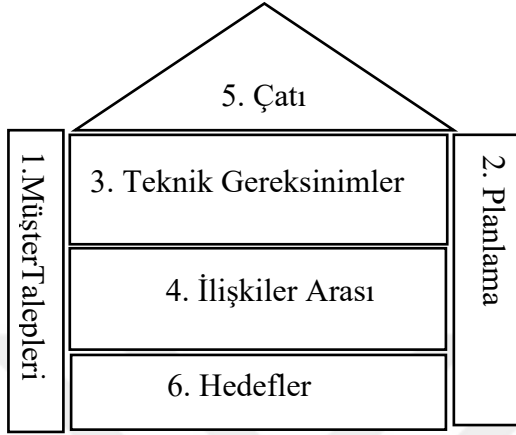 5. Çatı
1.MüşterTalepleri
3. Teknik Gereksinimler
2. Planlama
4. İlişkiler Arası
6. Hedefler